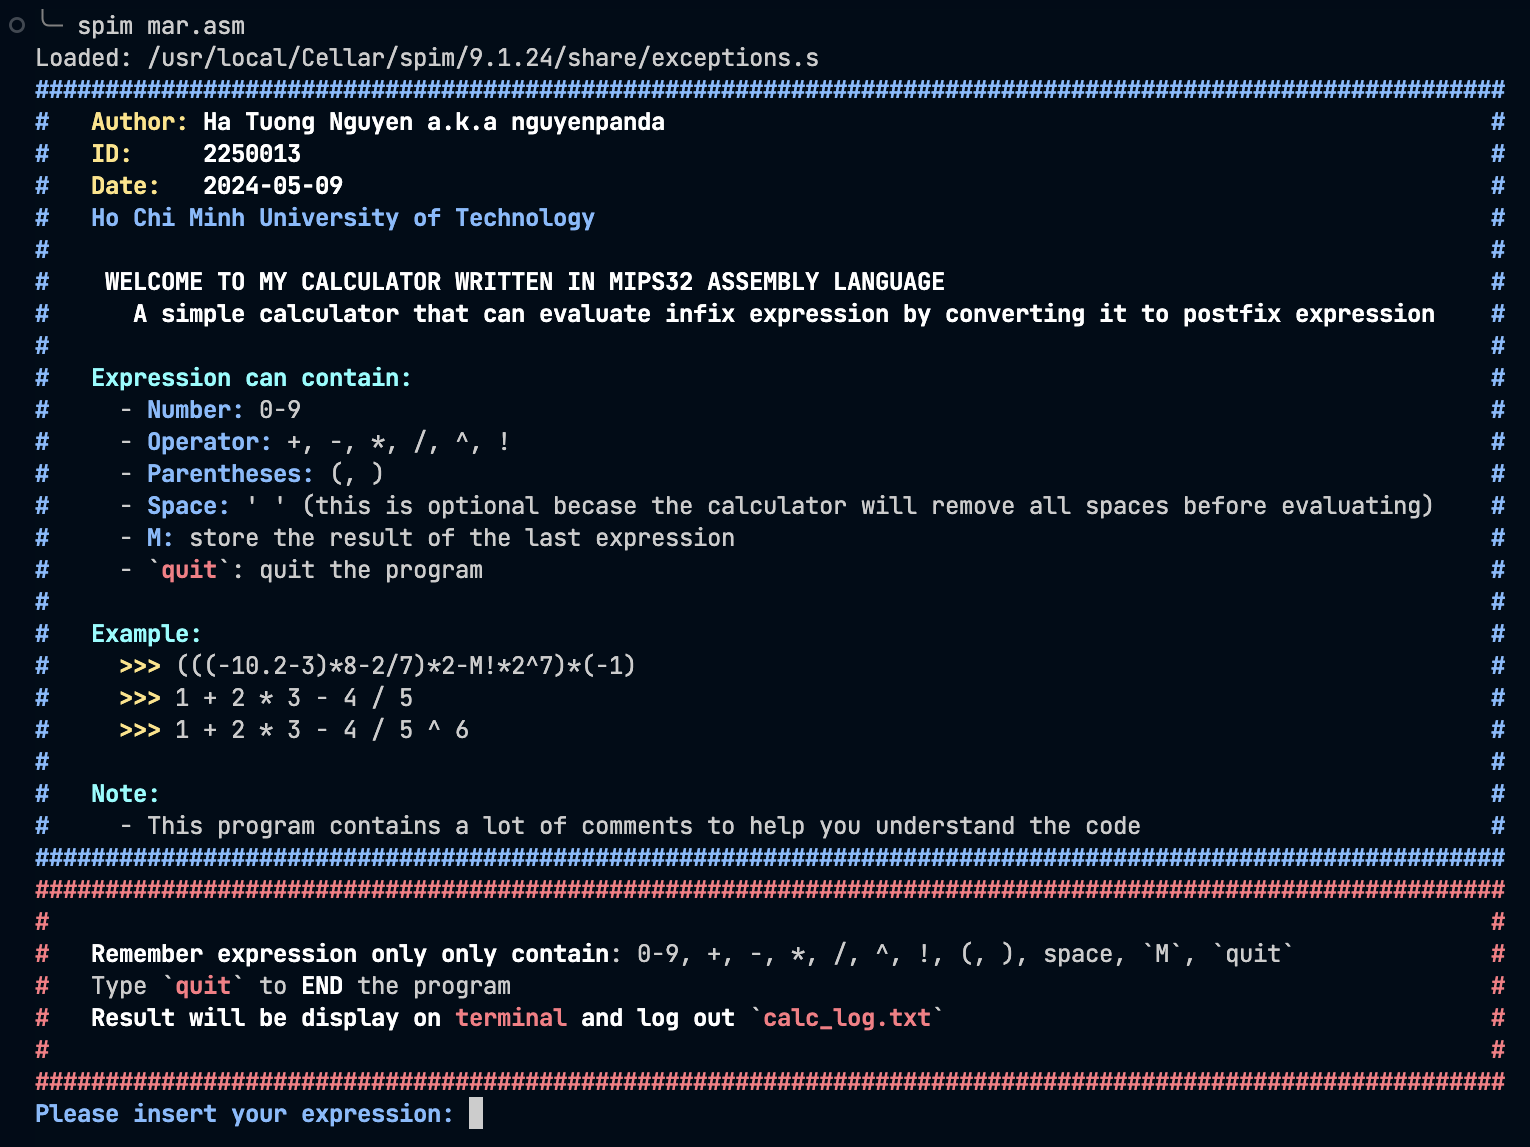 ╰─ spim mar.asm
Loaded: /usr/local/Cellar/spim/9.1.24/share/exceptions.s
#########################################################################################################
#   Author: Ha Tuong Nguyen a.k.a nguyenpanda                                                           #
#   ID:     2250013                                                                                     #
#   Date:   2024-05-09                                                                                  #
#   Ho Chi Minh University of Technology                                                                #
#                                                                                                       #
#    WELCOME TO MY CALCULATOR WRITTEN IN MIPS32 ASSEMBLY LANGUAGE                                       #
#      A simple calculator that can evaluate infix expression by converting it to postfix expression    #
#                                                                                                       #
#   Expression can contain:                                                                             #
#     - Number: 0-9                                                                                     #
#     - Operator: +, -, *, /, ^, !                                                                      #
#     - Parentheses: (, )                                                                               #
#     - Space: ' ' (this is optional becase the calculator will remove all spaces before evaluating)    #
#     - M: store the result of the last expression                                                      #
#     - `quit`: quit the program                                                                        #
#                                                                                                       #
#   Example:                                                                                            #
#     >>> (((-10.2-3)*8-2/7)*2-M!*2^7)*(-1)                                                             #
#     >>> 1 + 2 * 3 - 4 / 5                                                                             #
#     >>> 1 + 2 * 3 - 4 / 5 ^ 6                                                                         #
#                                                                                                       #
#   Note:                                                                                               #
#     - This program contains a lot of comments to help you understand the code                         #
#########################################################################################################
#########################################################################################################
#                                                                                                       #
#   Remember expression only only contain: 0-9, +, -, *, /, ^, !, (, ), space, `M`, `quit`              #
#   Type `quit` to END the program                                                                      #
#   Result will be display on terminal and log out `calc_log.txt`                                       #
#                                                                                                       #
#########################################################################################################
Please insert your expression: